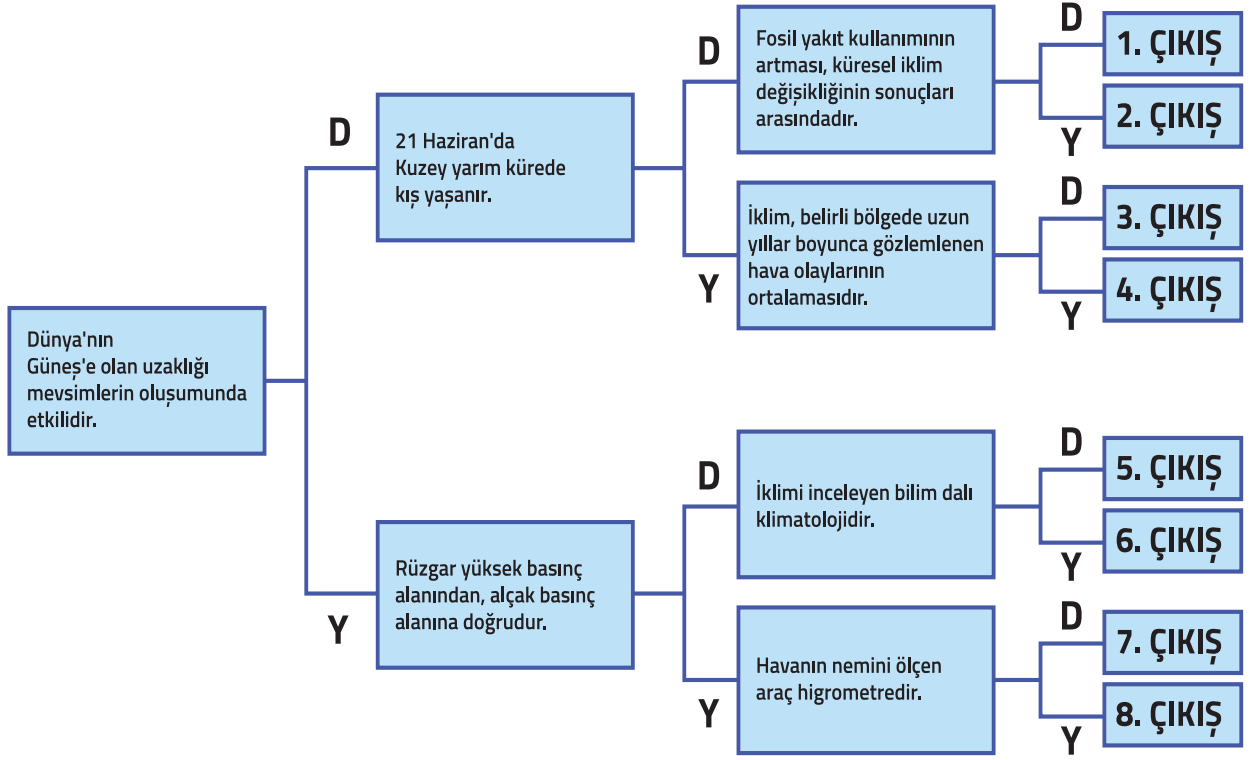 Dünya'nın
Güneş'e olan uzaklığı
mevsimlerin oluşumunda
etkilidir.
D
21 Haziran'da
Kuzey yarım kürede
kış yaşanır.
Y
Rüzgar yüksek basınç
alanından, alçak basınç
alanına doğrudur.
D
Fosil yakıt kullanımının
artması, küresel iklim
değişikliğinin sonuçları
arasındadır.
Y
İklim, belirli bölgede uzun
yıllar boyunca gözlemlenen
hava olaylarının
ortalamasıdır.
D
İklimi inceleyen bilim dalı
klimatolojidir.
Y
Havanın nemini ölçen
araç higrometredir.
D
1. ÇIKIŞ
Y
2. ÇIKIŞ
D
3. ÇIKIŞ
Y
4. ÇIKIŞ
D
5. ÇIKIŞ
Y
6. ÇIKIŞ
D
7. ÇIKIŞ
Y
8. ÇIKIŞ